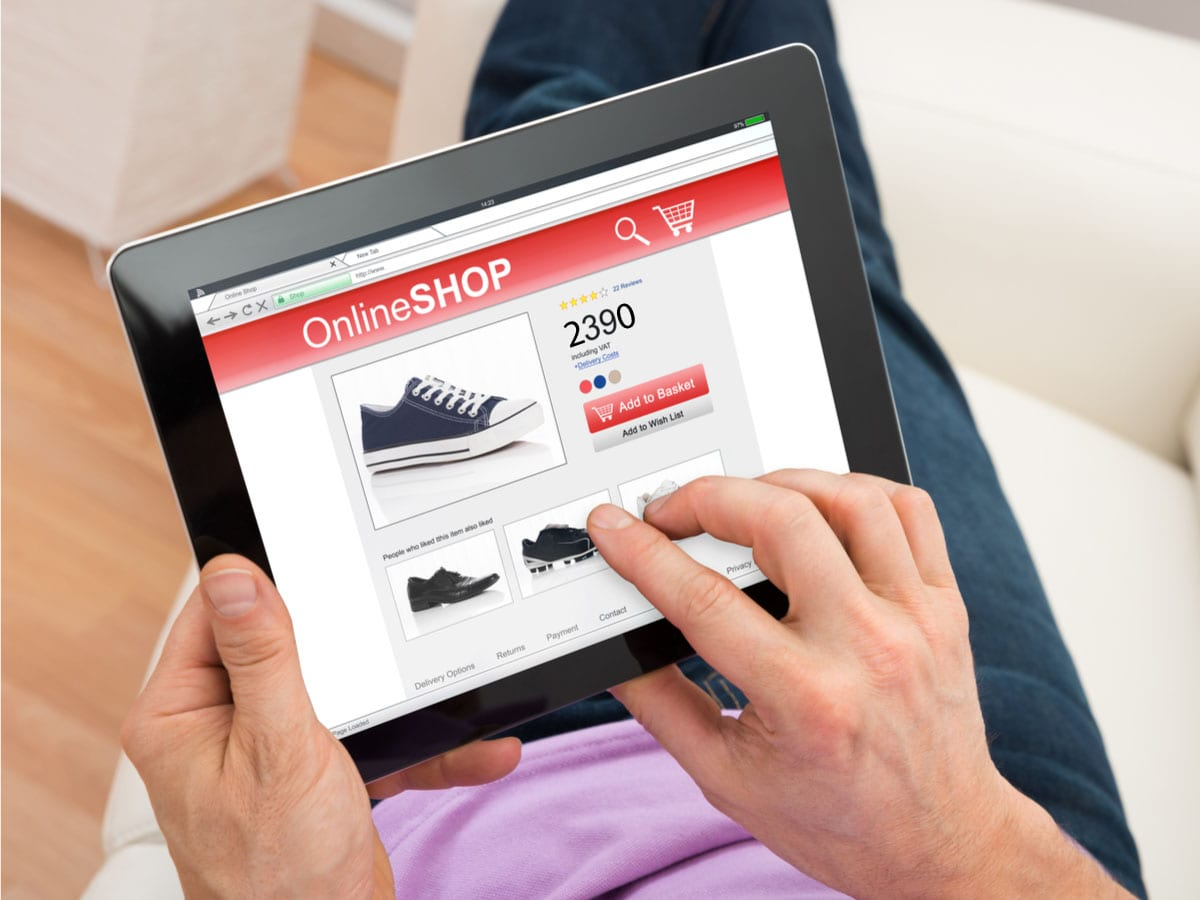 97%
14:23
Online Shop
New Tab
Shop
http://www.
OnlineSHOP
22 Reviews
2390
including VAT
+Delivery Costs
Add to Basket
Add to Wish List
People who liked tthis item also liked
Delivery Options
Returns
Payment
Contact
Privacy
Page Loaded